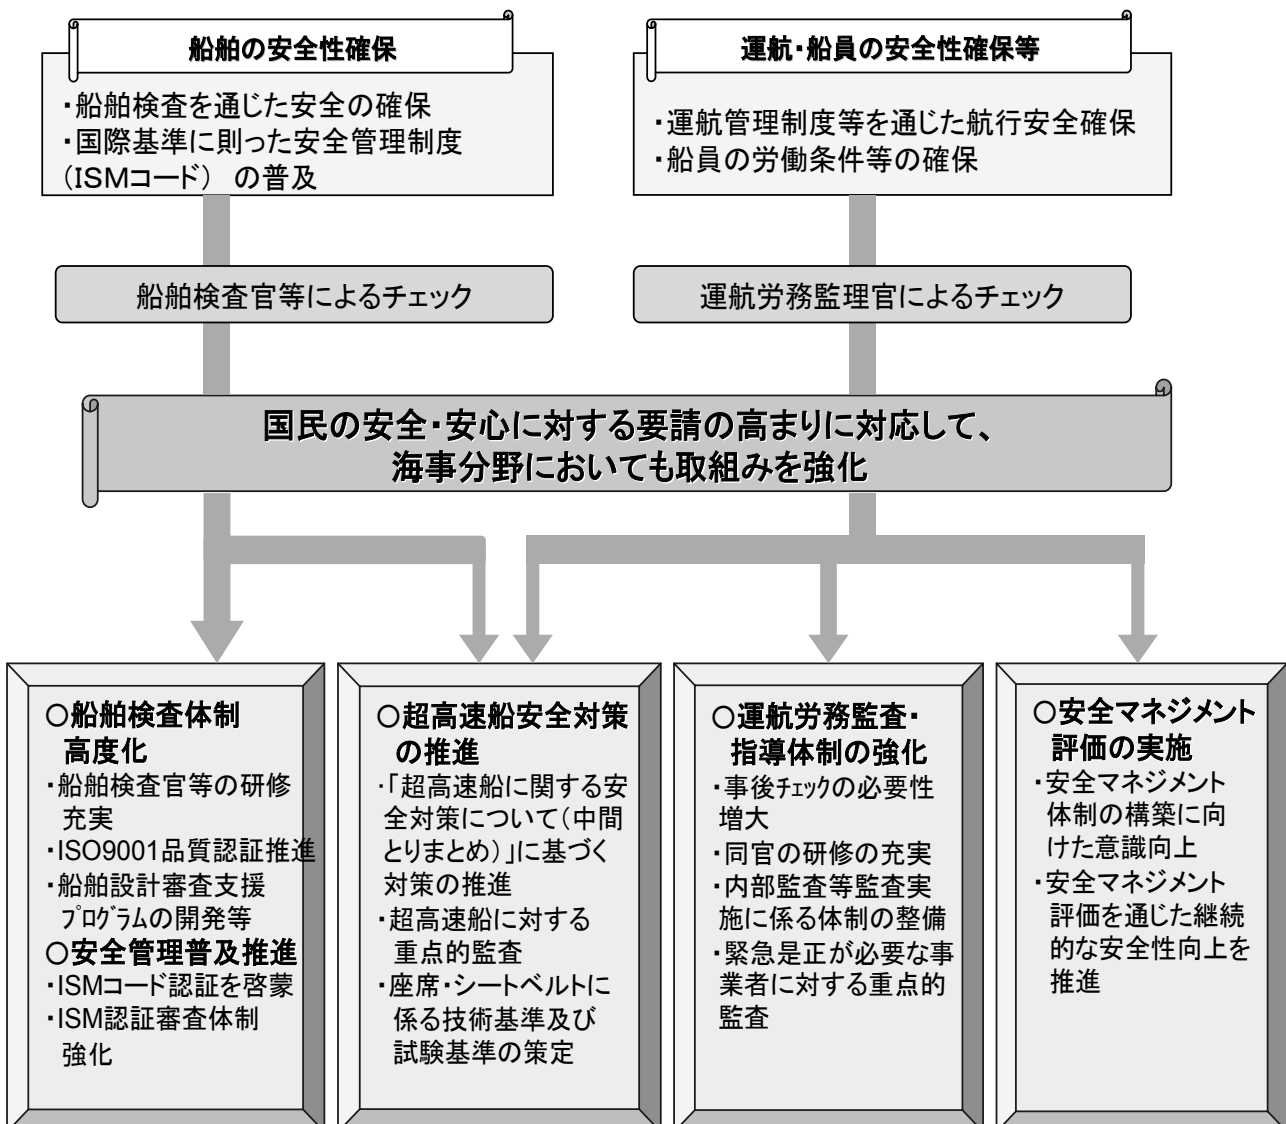 船舶の安全性確保
・船舶検査を通じた安全の確保
・国際基準に則った安全管理制度
(ISMコード) の普及
運航・船員の安全性確保等
・運航管理制度等を通じた航行安全確保
・船員の労働条件等の確保
船舶検査官等によるチェック
運航労務監理官によるチェック
国民の安全・安心に対する要請の高まりに対応して、
海事分野においても取組みを強化
○船舶検査体制
高度化
・船舶検査官等の研修
充実
・ISO9001品質認証推進
・船舶設計審査支援
プログラムの開発等
○安全管理普及推進
・ISMコード認証を啓蒙
・ISM認証審査体制
強化
○超高速船安全対策
の推進
・「超高速船に関する安
全対策について(中間
とりまとめ)」に基づく
対策の推進
・超高速船に対する
重点的監査
・座席・シートベルトに
係る技術基準及び
試験基準の策定
○運航労務監査・
指導体制の強化
・事後チェックの必要性
増大
・同官の研修の充実
・内部監査等監査実
施に係る体制の整備
・緊急是正が必要な事
業者に対する重点的
監査
○安全マネジメント
評価の実施
・安全マネジメント
体制の構築に向
けた意識向上
・安全マネジメント
評価を通じた継続
的な安全性向上を
推進